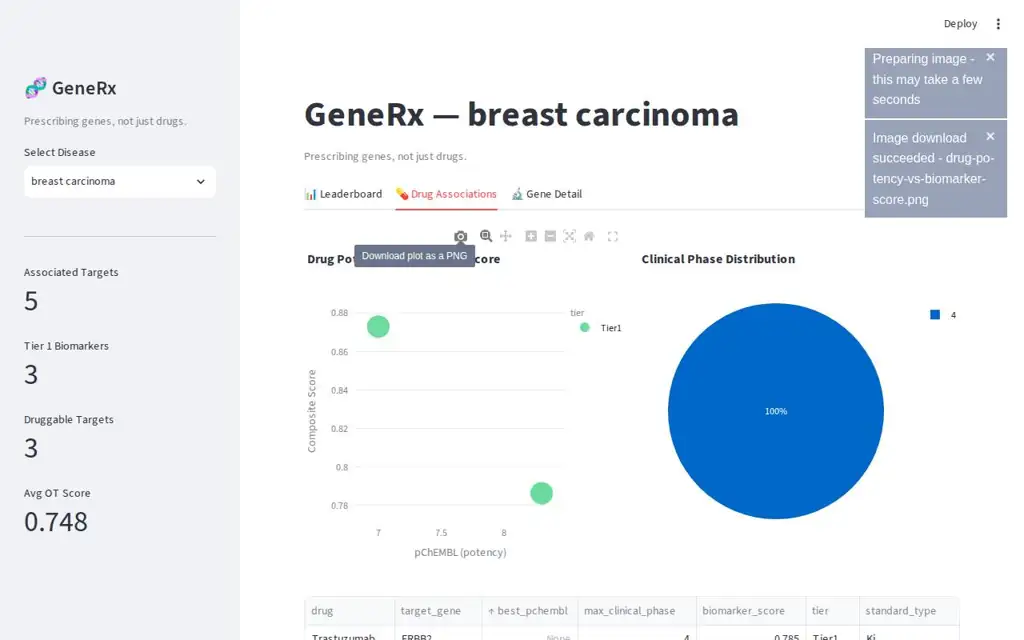 Deploy
Preparing image -
this may take a few
seconds
Image download
succeeded - drug-po-
tency-vs-biomarker-
score.png
🧬 GeneRx
Prescribing genes, not just drugs.
Select Disease
breast carcinoma
Associated Targets
5
Tier 1 Biomarkers
3
Druggable Targets
3
Avg OT Score
0.748
GeneRx — breast carcinoma
Prescribing genes, not just drugs.
📊 Leaderboard 💊 Drug Associations 🔬 Gene Detail
Download plot as a PNG
Drug Po
core
Composite Score
0.88
0.86
0.84
0.82
0.8
0.78
7 7.5 8
pChEMBL (potency)
tier
Tier1
Clinical Phase Distribution
100%
4
drug target_gene ↑ best_pchembl max_clinical_phase biomarker_score tier standard_type
Trastuzumab ERBB2 None 4 0.785 Tier1 Ki